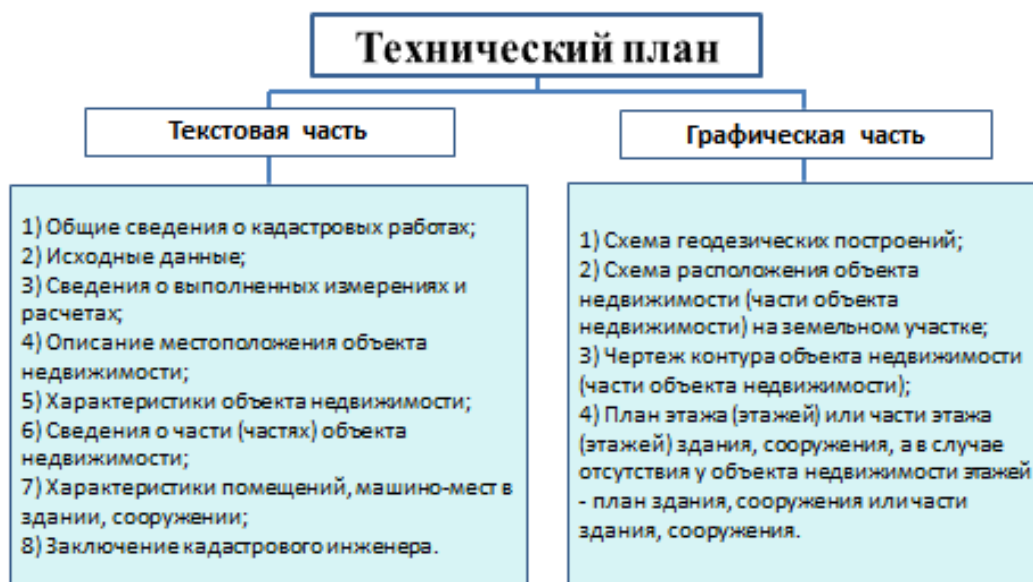 Технический план
Текстовая часть
1) Общие сведения о кадастровых работах;
2) Исходные данные;
3) Сведения о выполненных измерениях и
расчетах;
4) Описание местоположения объекта
недвижимости;
5) Характеристики объекта недвижимости;
6) Сведения о части (частях) объекта
недвижимости;
7) Характеристики помещений, машино-мест в
здании, сооружении;
8) Заключение кадастрового инженера.
Графическая часть
1) Схема геодезических построений;
2) Схема расположения объекта
недвижимости (части объекта
недвижимости) на земельном участке;
3) Чертеж контура объекта недвижимости
(части объекта недвижимости);
4) План этажа (этажей) или части этажа
(этажей) здания, сооружения, а в случае
отсутствия у объекта недвижимости этажей
- план здания, сооружения или части
здания, сооружения.